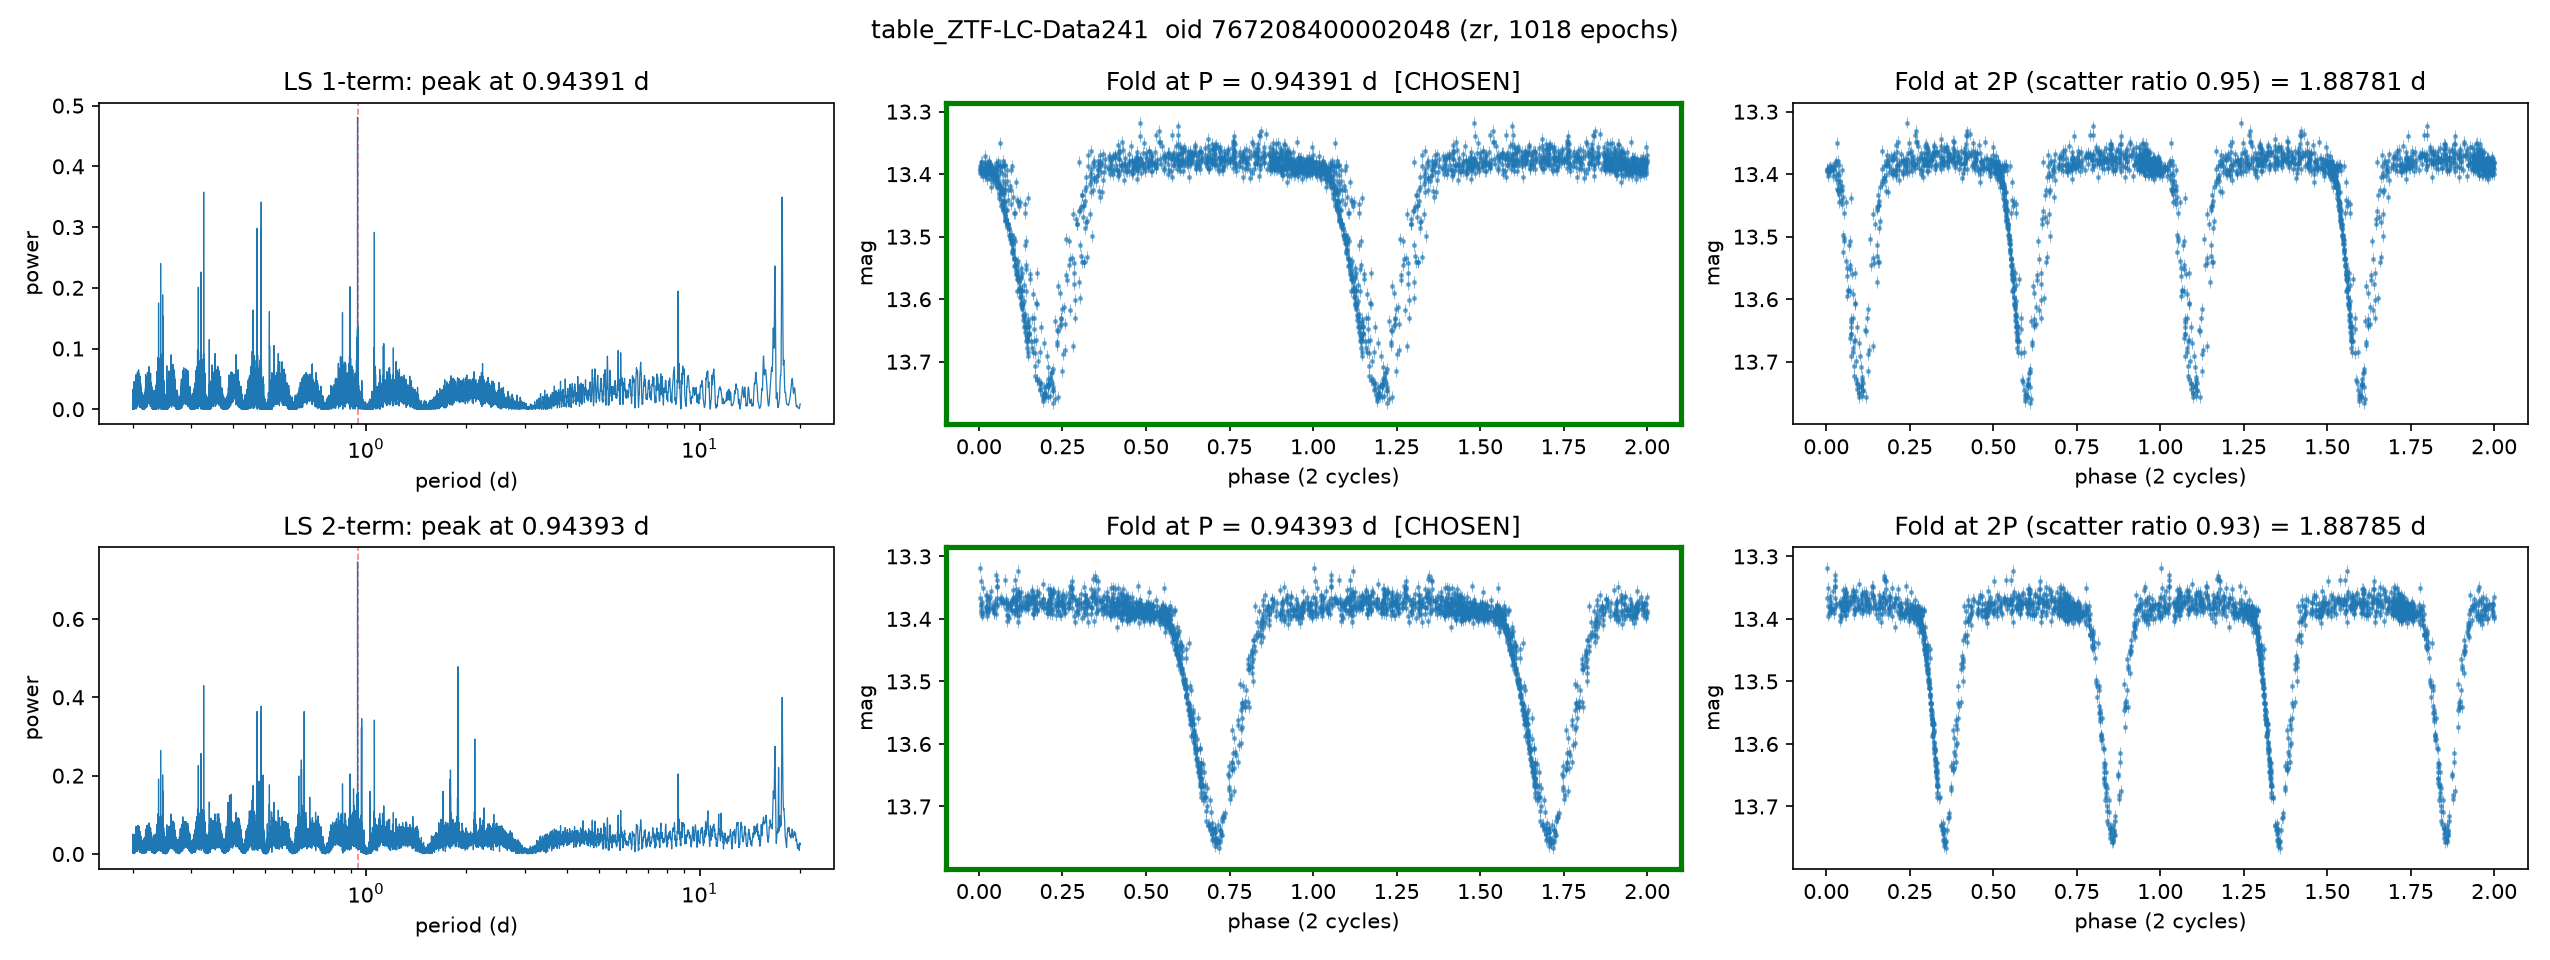 table_ZTF-LC-Data241  oid 767208400002048 (zr, 1018 epochs)
LS 1-term: peak at 0.94391 d
power
0.5
0.4
0.3
0.2
0.1
0.0
10⁰
10¹
period (d)
Fold at P = 0.94391 d  [CHOSEN]
mag
13.3
13.4
13.5
13.6
13.7
0.00 0.25 0.50 0.75 1.00 1.25 1.50 1.75 2.00
phase (2 cycles)
Fold at 2P (scatter ratio 0.95) = 1.88781 d
mag
13.3
13.4
13.5
13.6
13.7
0.00 0.25 0.50 0.75 1.00 1.25 1.50 1.75 2.00
phase (2 cycles)
LS 2-term: peak at 0.94393 d
power
0.6
0.4
0.2
0.0
10⁰
10¹
period (d)
Fold at P = 0.94393 d  [CHOSEN]
mag
13.3
13.4
13.5
13.6
13.7
0.00 0.25 0.50 0.75 1.00 1.25 1.50 1.75 2.00
phase (2 cycles)
Fold at 2P (scatter ratio 0.93) = 1.88785 d
mag
13.3
13.4
13.5
13.6
13.7
0.00 0.25 0.50 0.75 1.00 1.25 1.50 1.75 2.00
phase (2 cycles)